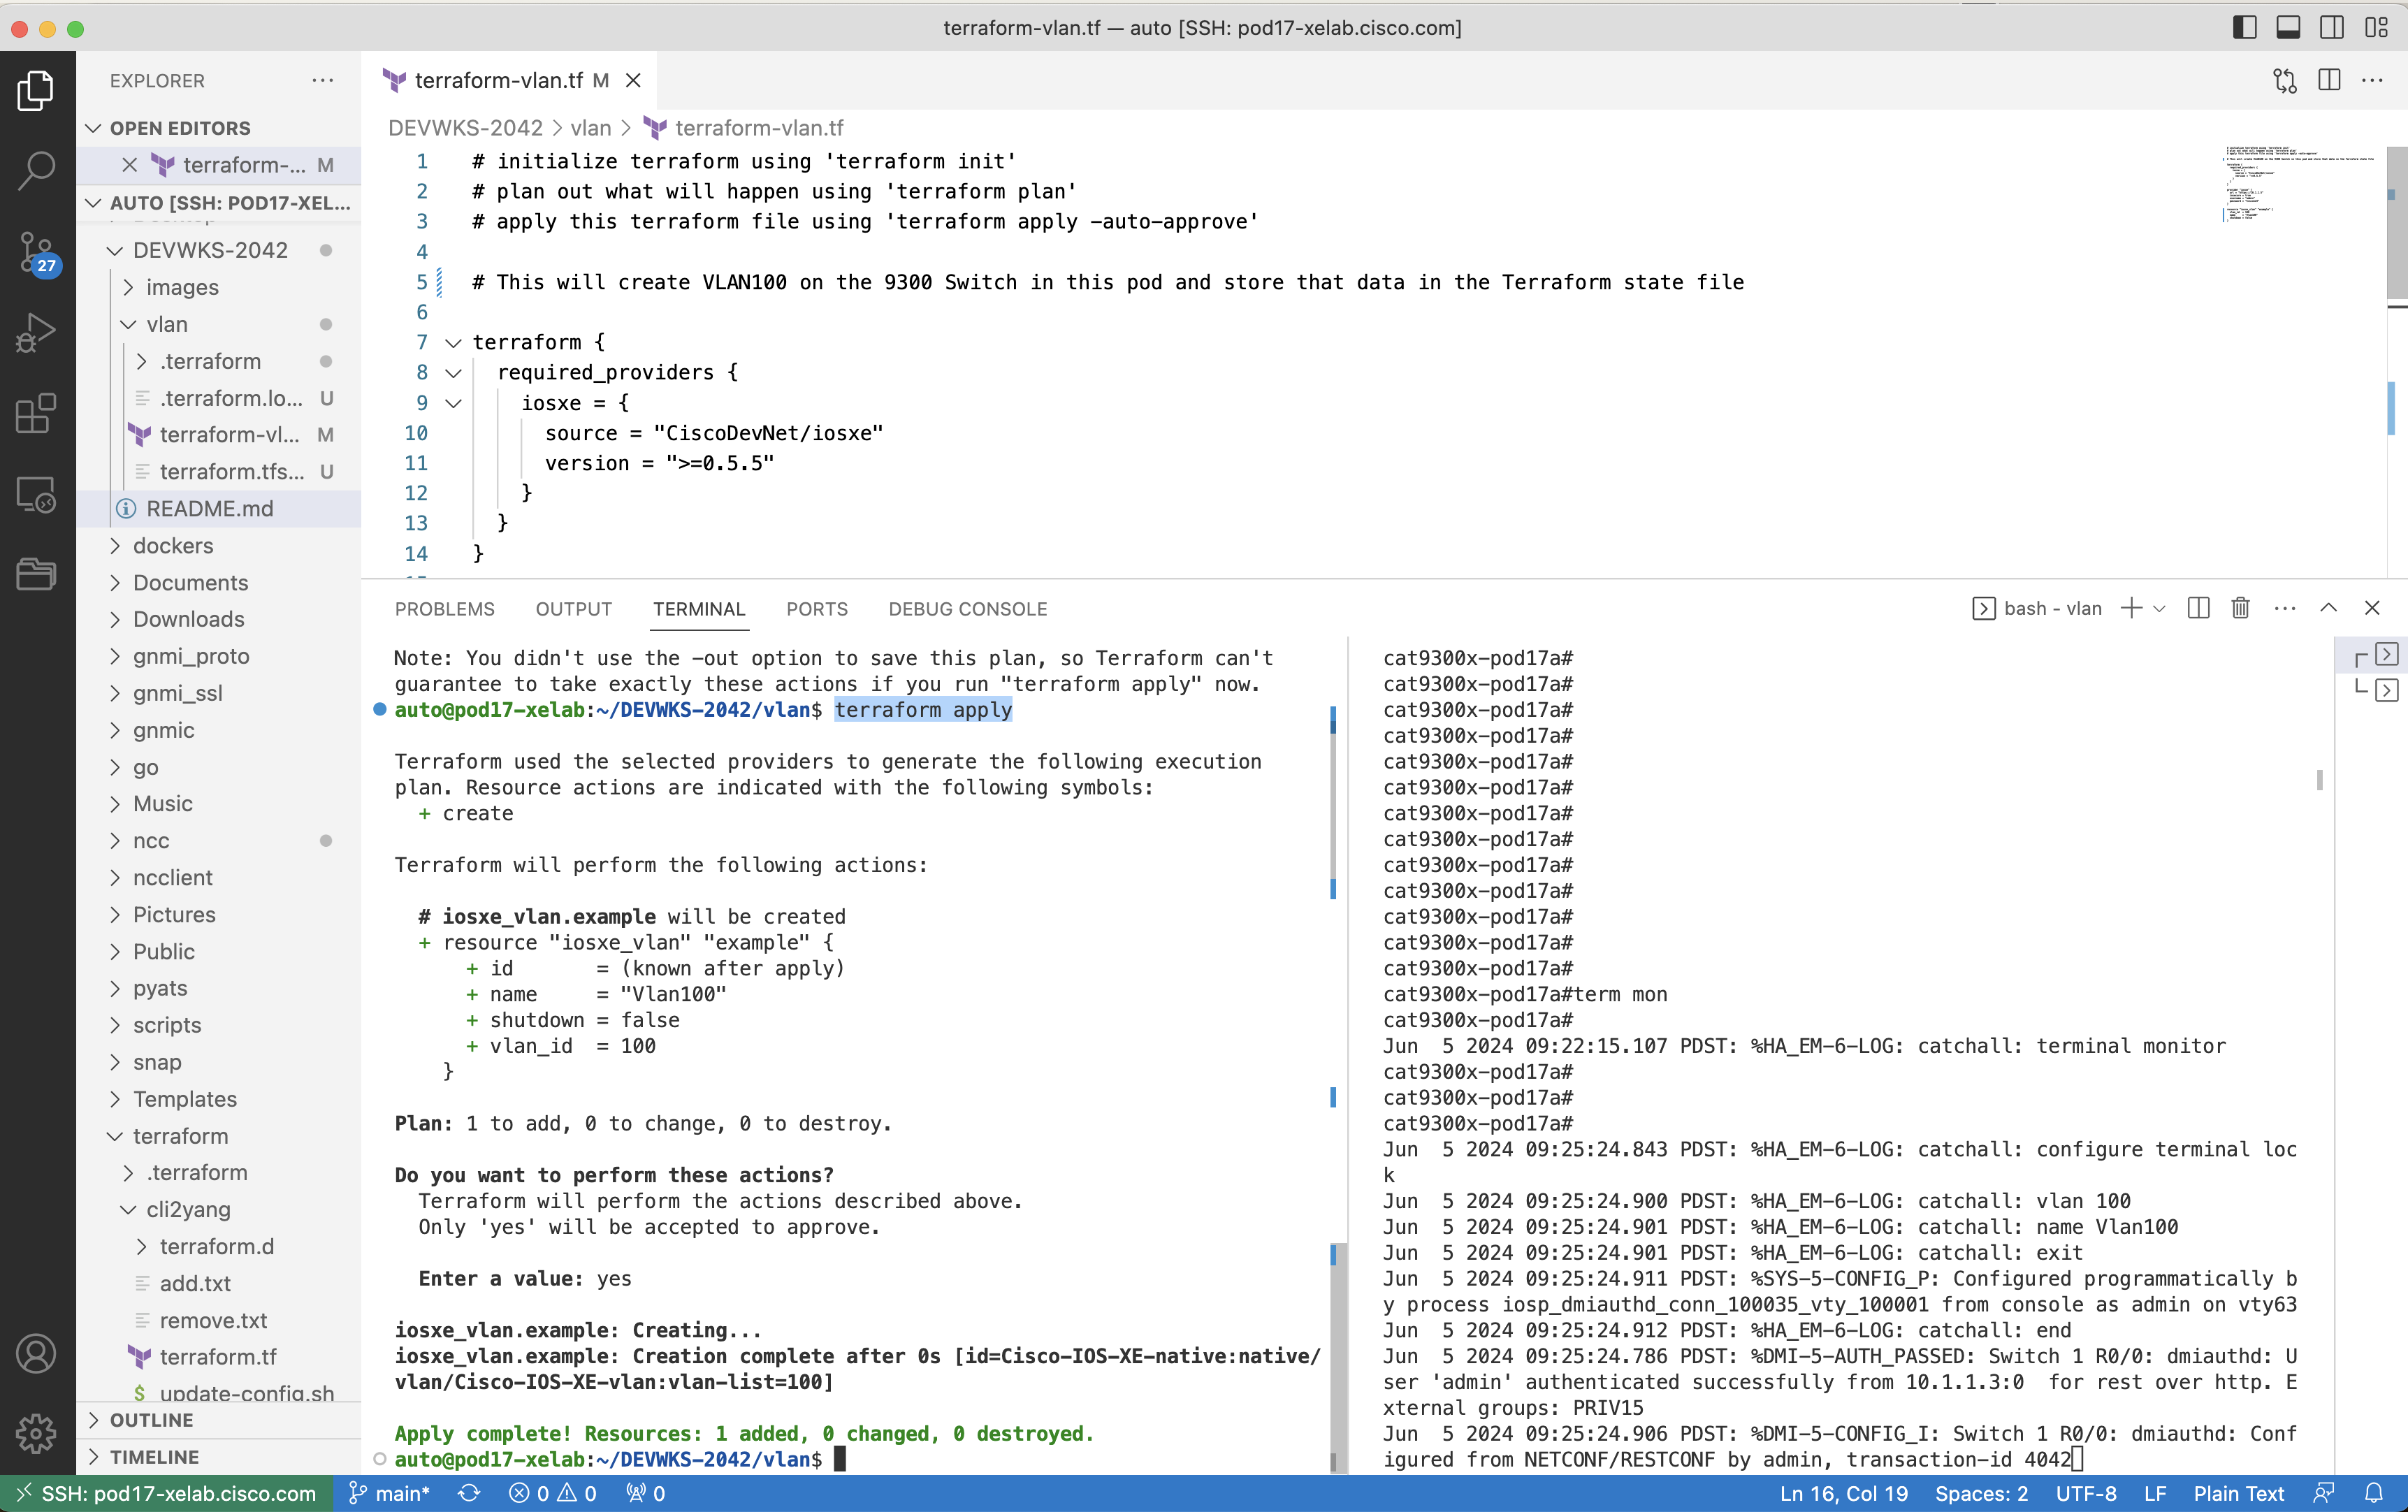 terraform-vlan.tf — auto [SSH: pod17-xelab.cisco.com]
EXPLORER
OPEN EDITORS
terraform-... M
AUTO [SSH: POD17-XEL...
DEVWKS-2042
images
vlan
.terraform
.terraform.lo... U
terraform-vl... M
terraform.tfs... U
README.md
dockers
Documents
Downloads
gnmi_proto
gnmi_ssl
gnmic
go
Music
ncc
ncclient
Pictures
Public
pyats
scripts
snap
Templates
terraform
.terraform
cli2yang
terraform.d
add.txt
remove.txt
terraform.tf
$ update-config.sh
OUTLINE
TIMELINE
27
terraform-vlan.tf M
DEVWKS-2042 > vlan > terraform-vlan.tf
1 # initialize terraform using 'terraform init'
2 # plan out what will happen using 'terraform plan'
3 # apply this terraform file using 'terraform apply -auto-approve'
4
5 # This will create VLAN100 on the 9300 Switch in this pod and store that data in the Terraform state file
6
7 terraform {
8 required_providers {
9 iosxe = {
10 source = "CiscoDevNet/iosxe"
11 version = ">=0.5.5"
12 }
13 }
14 }
PROBLEMS OUTPUT TERMINAL PORTS DEBUG CONSOLE
bash - vlan
Note: You didn't use the -out option to save this plan, so Terraform can't
guarantee to take exactly these actions if you run "terraform apply" now.
auto@pod17-xelab:~/DEVWKS-2042/vlan$ terraform apply
Terraform used the selected providers to generate the following execution
plan. Resource actions are indicated with the following symbols:
+ create
Terraform will perform the following actions:
# iosxe_vlan.example will be created
+ resource "iosxe_vlan" "example" {
+ id = (known after apply)
+ name = "Vlan100"
+ shutdown = false
+ vlan_id = 100
}
Plan: 1 to add, 0 to change, 0 to destroy.
Do you want to perform these actions?
Terraform will perform the actions described above.
Only 'yes' will be accepted to approve.
Enter a value: yes
iosxe_vlan.example: Creating...
iosxe_vlan.example: Creation complete after 0s [id=Cisco-IOS-XE-native:native/
vlan/Cisco-IOS-XE-vlan:vlan-list=100]
Apply complete! Resources: 1 added, 0 changed, 0 destroyed.
auto@pod17-xelab:~/DEVWKS-2042/vlan$
cat9300x-pod17a#
cat9300x-pod17a#
cat9300x-pod17a#
cat9300x-pod17a#
cat9300x-pod17a#
cat9300x-pod17a#
cat9300x-pod17a#
cat9300x-pod17a#
cat9300x-pod17a#
cat9300x-pod17a#
cat9300x-pod17a#
cat9300x-pod17a#
cat9300x-pod17a#
cat9300x-pod17a#term mon
cat9300x-pod17a#
Jun 5 2024 09:22:15.107 PDST: %HA_EM-6-LOG: catchall: terminal monitor
cat9300x-pod17a#
cat9300x-pod17a#
cat9300x-pod17a#
Jun 5 2024 09:25:24.843 PDST: %HA_EM-6-LOG: catchall: configure terminal loc
k
Jun 5 2024 09:25:24.900 PDST: %HA_EM-6-LOG: catchall: vlan 100
Jun 5 2024 09:25:24.901 PDST: %HA_EM-6-LOG: catchall: name Vlan100
Jun 5 2024 09:25:24.901 PDST: %HA_EM-6-LOG: catchall: exit
Jun 5 2024 09:25:24.911 PDST: %SYS-5-CONFIG_P: Configured programmatically b
y process iosp_dmiauthd_conn_100035_vty_100001 from console as admin on vty63
Jun 5 2024 09:25:24.912 PDST: %HA_EM-6-LOG: catchall: end
Jun 5 2024 09:25:24.786 PDST: %DMI-5-AUTH_PASSED: Switch 1 R0/0: dmiauthd: U
ser 'admin' authenticated successfully from 10.1.1.3:0 for rest over http. E
xternal groups: PRIV15
Jun 5 2024 09:25:24.906 PDST: %DMI-5-CONFIG_I: Switch 1 R0/0: dmiauthd: Conf
igured from NETCONF/RESTCONF by admin, transaction-id 4042
SSH: pod17-xelab.cisco.com main* 0 0 0 Ln 16, Col 19 Spaces: 2 UTF-8 LF Plain Text